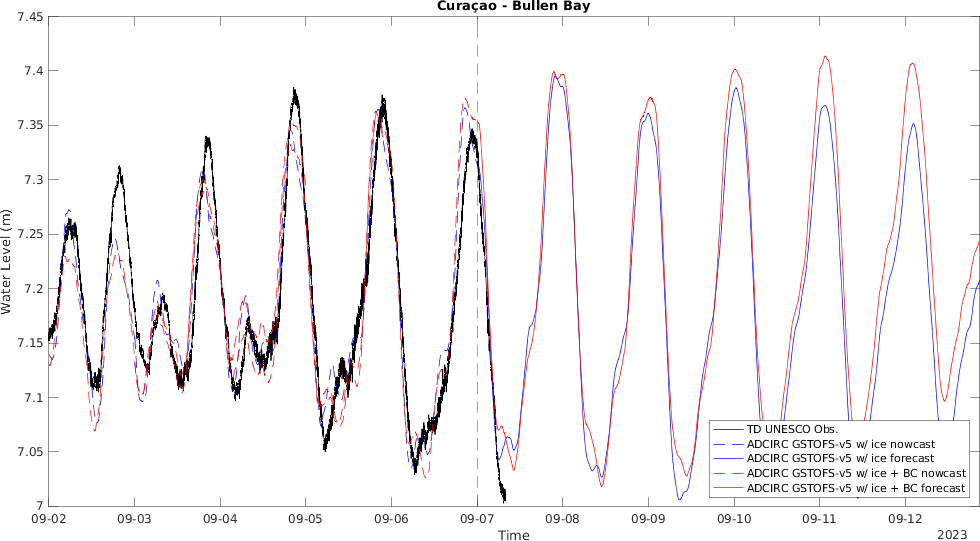 Curaçao - Bullen Bay
Water Level (m)
7.45
7.4
7.35
7.3
7.25
7.2
7.15
7.1
7.05
7
09-02
09-03
09-04
09-05
09-06
09-07
09-08
09-09
09-10
09-11
09-12
Time
2023
TD UNESCO Obs.
ADCIRC GSTOFS-v5 w/ ice nowcast
ADCIRC GSTOFS-v5 w/ ice forecast
ADCIRC GSTOFS-v5 w/ ice + BC nowcast
ADCIRC GSTOFS-v5 w/ ice + BC forecast